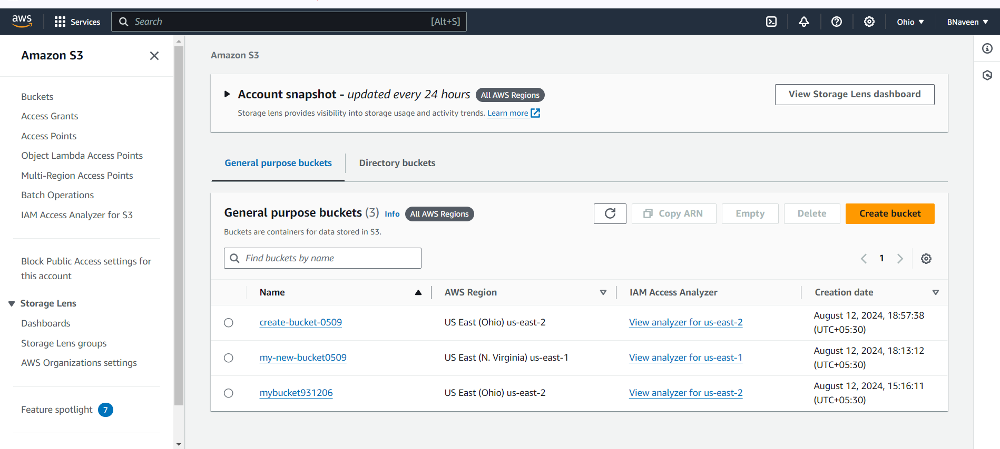 aws
Services
Search
[Alt+S]
Ohio
BNaveen
Amazon S3
Buckets
Access Grants
Access Points
Object Lambda Access Points
Multi-Region Access Points
Batch Operations
IAM Access Analyzer for S3
Block Public Access settings for
this account
Storage Lens
Dashboards
Storage Lens groups
AWS Organizations settings
Feature spotlight 7
Amazon S3
Account snapshot - updated every 24 hours All AWS Regions
Storage lens provides visibility into storage usage and activity trends. Learn more
View Storage Lens dashboard
General purpose buckets
Directory buckets
General purpose buckets (3) Info All AWS Regions
Buckets are containers for data stored in S3.
Copy ARN
Empty
Delete
Create bucket
Find buckets by name
1
Name AWS Region IAM Access Analyzer Creation date
create-bucket-0509 US East (Ohio) us-east-2 View analyzer for us-east-2 August 12, 2024, 18:57:38
(UTC+05:30)
my-new-bucket0509 US East (N. Virginia) us-east-1 View analyzer for us-east-1 August 12, 2024, 18:13:12
(UTC+05:30)
mybucket931206 US East (Ohio) us-east-2 View analyzer for us-east-2 August 12, 2024, 15:16:11
(UTC+05:30)